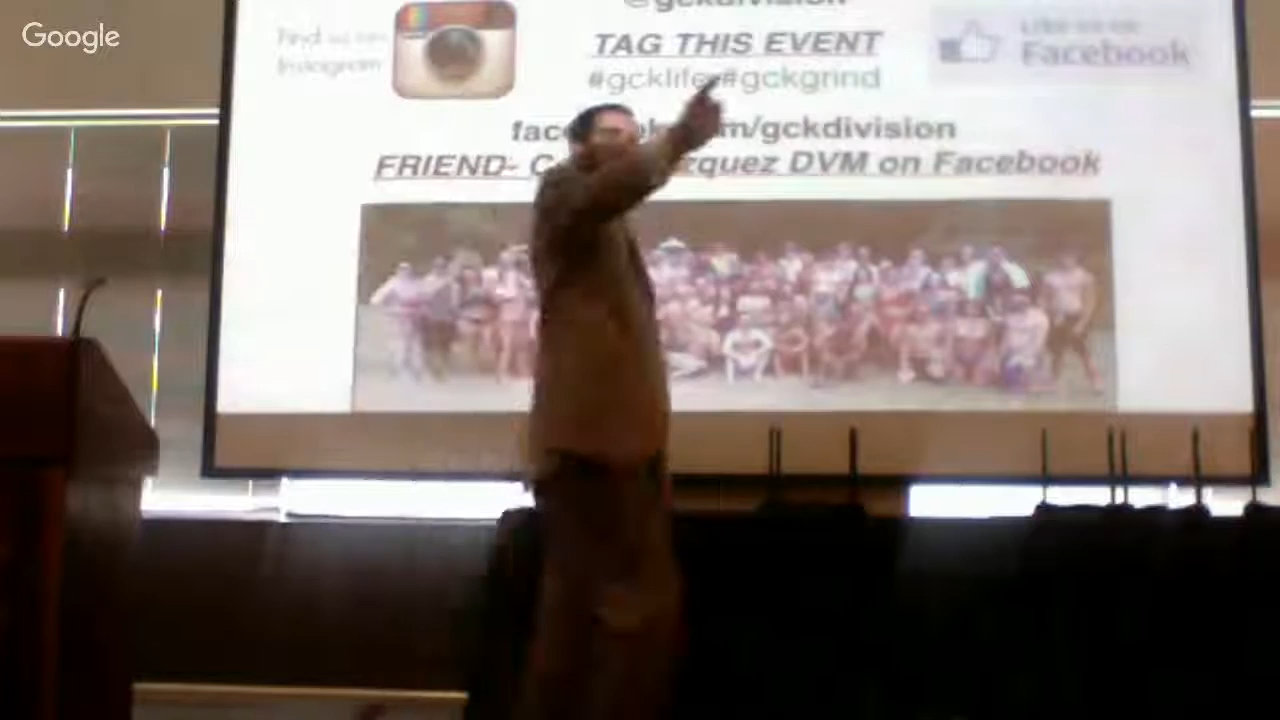 Google
@gckdivision
Find us on
Instagram
TAG THIS EVENT
#gcklife #gckgrind
Like us on
Facebook
m/gckdivision
FRIEND- DVM on Facebook